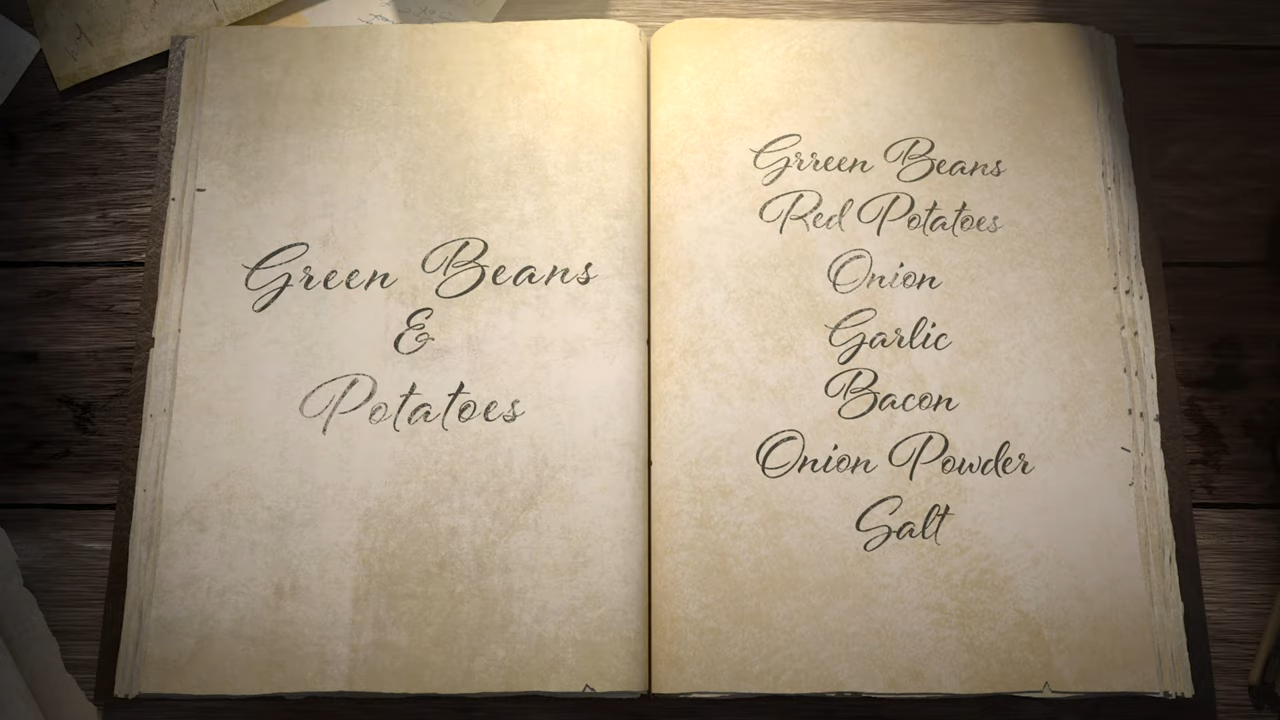 Green Beans
&
Potatoes
Grreen Beans
Red Potatoes
Onion
Garlic
Bacon
Onion Powder
Salt